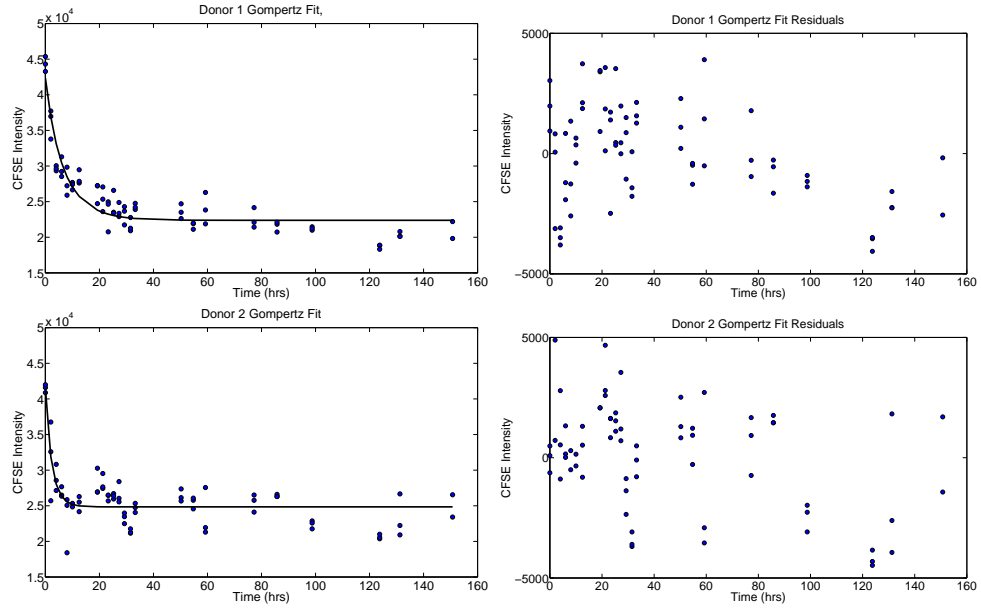 Donor 1 Gompertz Fit,
x 10⁴
5
4.5
4
3.5
3
2.5
2
1.5
CFSE Intensity
0 20 40 60 80 100 120 140 160
Time (hrs)
Donor 1 Gompertz Fit Residuals
5000
0
−5000
CFSE Intensity
0 20 40 60 80 100 120 140 160
Time (hrs)
Donor 2 Gompertz Fit
x 10⁴
5
4.5
4
3.5
3
2.5
2
1.5
CFSE Intensity
0 20 40 60 80 100 120 140 160
Time (hrs)
Donor 2 Gompertz Fit Residuals
5000
0
−5000
CFSE Intensity
0 20 40 60 80 100 120 140 160
Time (hrs)